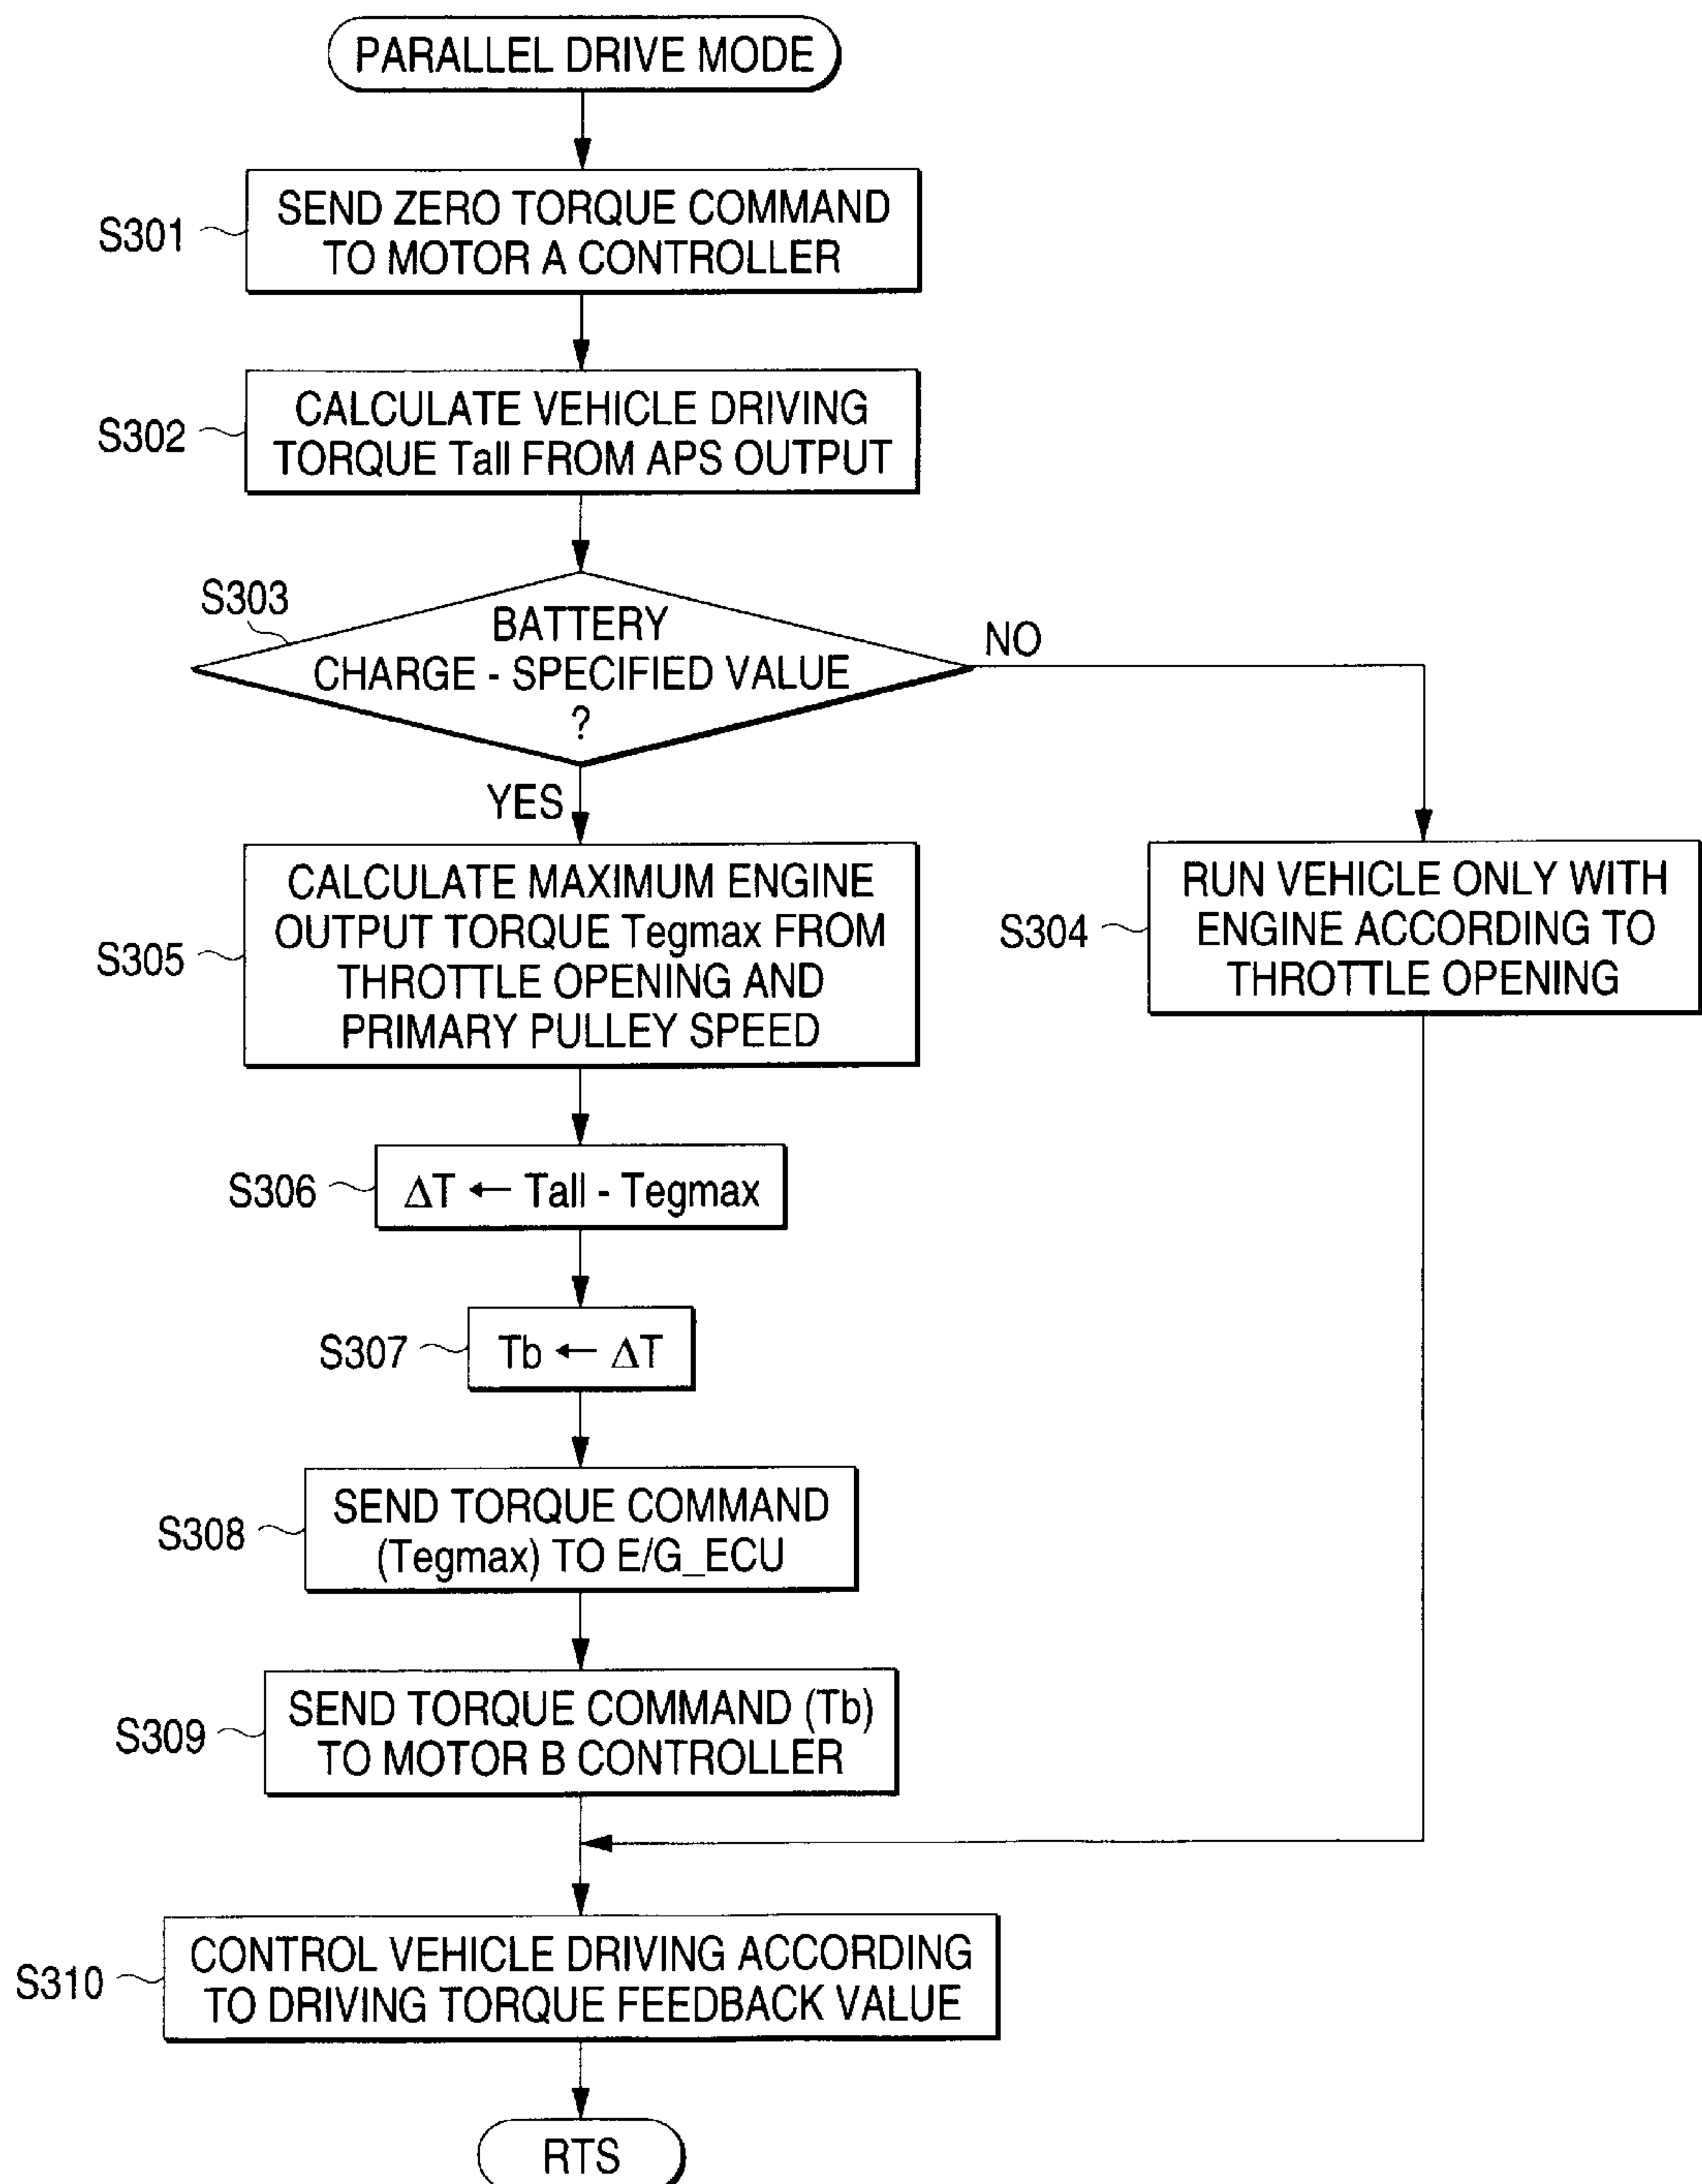 PARALLEL DRIVE MODE
S301
SEND ZERO TORQUE COMMAND
TO MOTOR A CONTROLLER
S302
CALCULATE VEHICLE DRIVING
TORQUE Tall FROM APS OUTPUT
S303
BATTERY
CHARGE - SPECIFIED VALUE
?
NO
YES
S305
CALCULATE MAXIMUM ENGINE
OUTPUT TORQUE Tegmax FROM
THROTTLE OPENING AND
PRIMARY PULLEY SPEED
S304
RUN VEHICLE ONLY WITH
ENGINE ACCORDING TO
THROTTLE OPENING
S306
ΔT ← Tall - Tegmax
S307
Tb ← ΔT
S308
SEND TORQUE COMMAND
(Tegmax) TO E/G_ECU
S309
SEND TORQUE COMMAND (Tb)
TO MOTOR B CONTROLLER
S310
CONTROL VEHICLE DRIVING ACCORDING
TO DRIVING TORQUE FEEDBACK VALUE
RTS